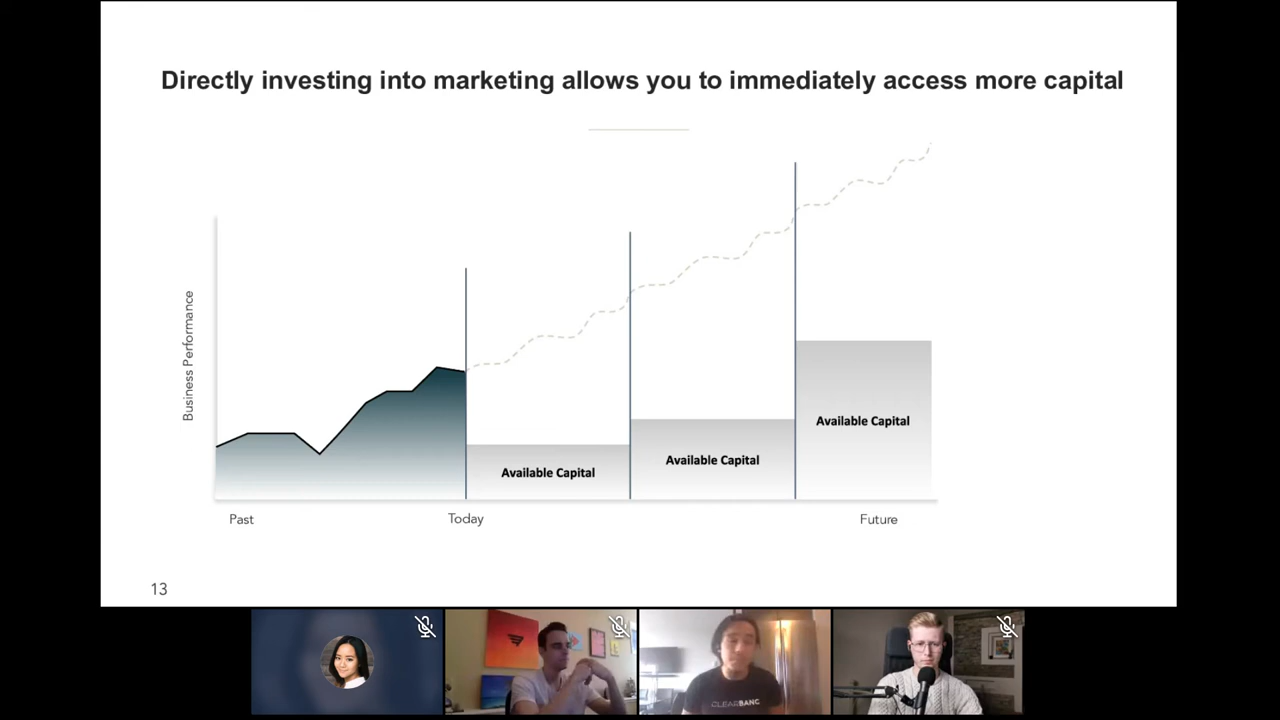 Directly investing into marketing allows you to immediately access more capital
Business Performance
Available Capital
Available Capital
Available Capital
Past
Today
Future
13
CLEARBANC